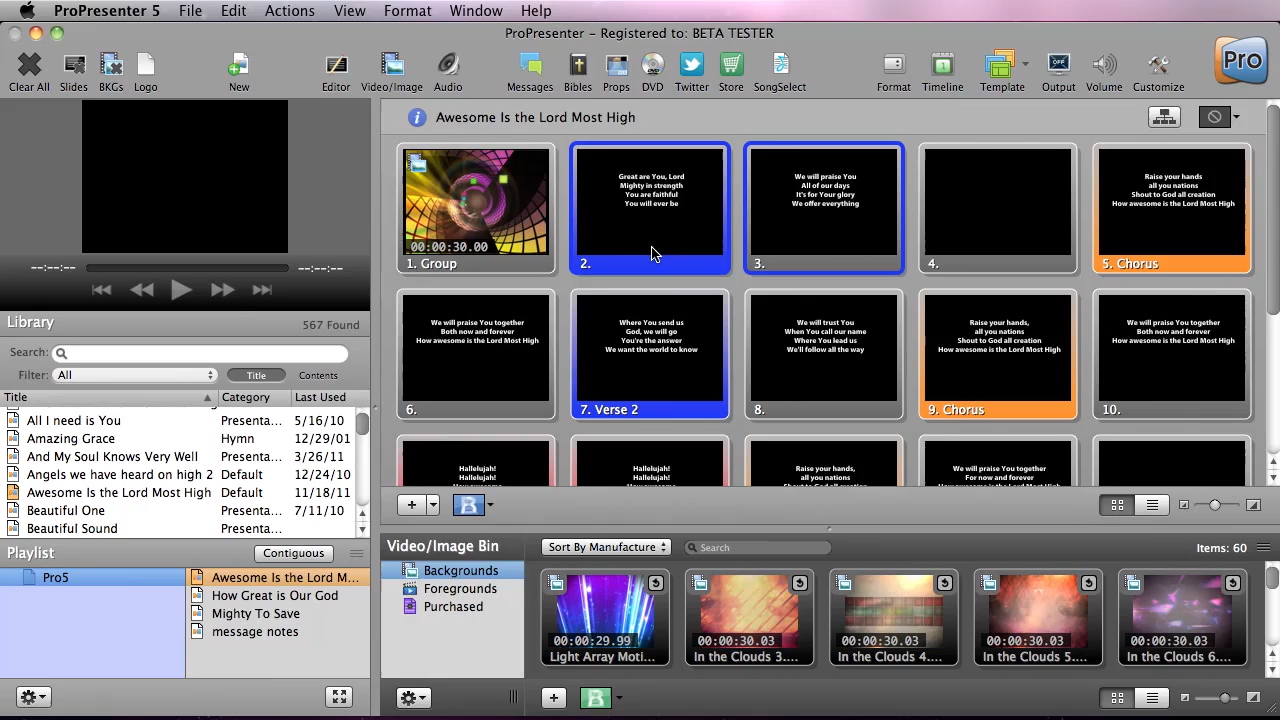 ProPresenter 5 File Edit Actions View Format Window Help
ProPresenter - Registered to: BETA TESTER
Clear All Slides BKGs Logo New Editor Video/Image Audio Messages Bibles Props DVD Twitter Store SongSelect Format Timeline Template Output Volume Customize
Pro
OFF
1
Awesome Is the Lord Most High
00:00:30.00
1. Group
Great are You, Lord
Mighty in strength
You are faithful
You will ever be
2.
We will praise You
All of our days
It's for Your glory
We offer everything
3.
4.
Raise your hands
all you nations
Shout to God all creation
How awesome is the Lord Most High
5. Chorus
We will praise You together
Both now and forever
How awesome is the Lord Most High
6.
Where You send us
God, we will go
You're the answer
We want the world to know
7. Verse 2
We will trust You
When You call our name
Where You lead us
We'll follow all the way
8.
Raise your hands,
all you nations
Shout to God all creation
How awesome is the Lord Most High
9. Chorus
We will praise You together
Both now and forever
How awesome is the Lord Most High
10.
Hallelujah!
Hallelujah!
Hallelujah!
Hallelujah!
Raise your hands,
all you nations
We will praise You together
For now and forever
--:--:-- --:--:--
Library 567 Found
Search:
Filter: All Title Contents
Title Category Last Used
All I need is You Presenta... 5/16/10
Amazing Grace Hymn 12/29/01
And My Soul Knows Very Well Presenta... 3/26/11
Angels we have heard on high 2 Default 12/24/10
Awesome Is the Lord Most High Default 11/18/11
Beautiful One Presenta... 7/11/10
Beautiful Sound Presenta...
Playlist Contiguous
Pro5
Awesome Is the Lord M...
How Great is Our God
Mighty To Save
message notes
Video/Image Bin Sort By Manufacture Search Items: 60
Backgrounds
Foregrounds
Purchased
00:00:29.99
Light Array Moti...
00:00:30.03
In the Clouds 3....
00:00:30.03
In the Clouds 4....
00:00:30.03
In the Clouds 5....
00:00:30.03
In the Clouds 6....